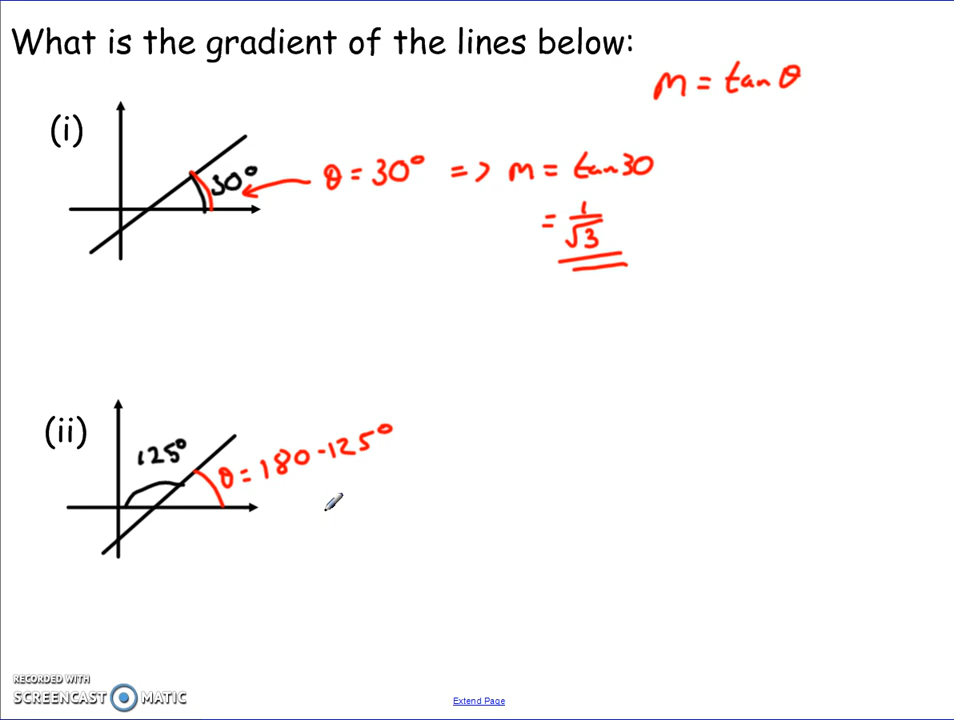 What is the gradient of the lines below:
m = tan θ
(i)
30°
θ = 30° => m = tan30
= 1/√3
(ii)
125°
θ = 180 - 125°
RECORDED WITH
SCREENCAST MATIC
Extend Page